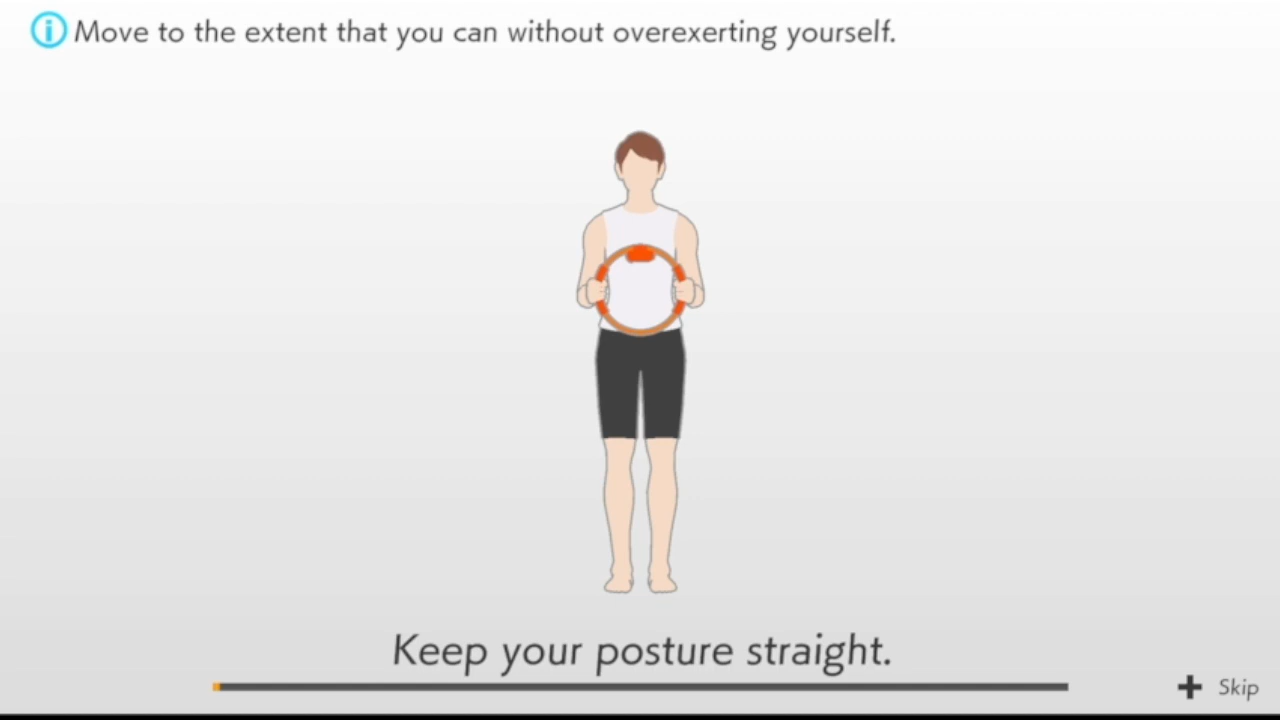 Move to the extent that you can without overexerting yourself.
Keep your posture straight.
Skip